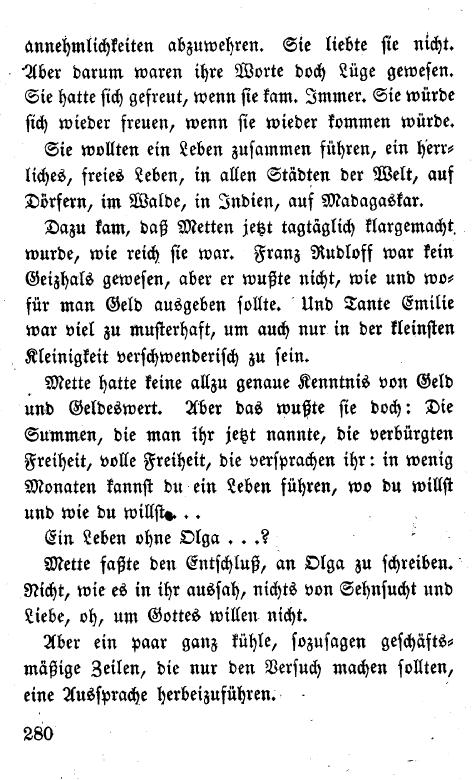 annehmlichkeiten abzuwehren. Sie liebte sie nicht.
Aber darum waren ihre Worte doch Lüge gewesen.
Sie hatte sich gefreut, wenn sie kam. Immer. Sie würde
sich wieder freuen, wenn sie wieder kommen würde.
Sie wollten ein Leben zusammen führen, ein herr-
liches, freies Leben, in allen Städten der Welt, auf
Dörfern, im Walde, in Indien, auf Madagaskar.
Dazu kam, daß Metten jetzt tagtäglich klargemacht
wurde, wie reich sie war. Franz Rudloff war kein
Geizhals gewesen, aber er wußte nicht, wie und wo-
für man Geld ausgeben sollte. Und Tante Emilie
war viel zu musterhaft, um auch nur in der kleinsten
Kleinigkeit verschwenderisch zu sein.
Mette hatte keine allzu genaue Kenntnis von Geld
und Geldeswert. Aber das wußte sie doch: Die
Summen, die man ihr jetzt nannte, die verbürgten
Freiheit, volle Freiheit, die versprachen ihr: in wenig
Monaten kannst du ein Leben führen, wo du willst
und wie du willst...
Ein Leben ohne Olga ...?
Mette faßte den Entschluß, an Olga zu schreiben.
Nicht, wie es in ihr aussah, nichts von Sehnsucht und
Liebe, oh, um Gottes willen nicht.
Aber ein paar ganz kühle, sozusagen geschäfts-
mäßige Zeilen, die nur den Versuch machen sollten,
eine Aussprache herbeizuführen.
280